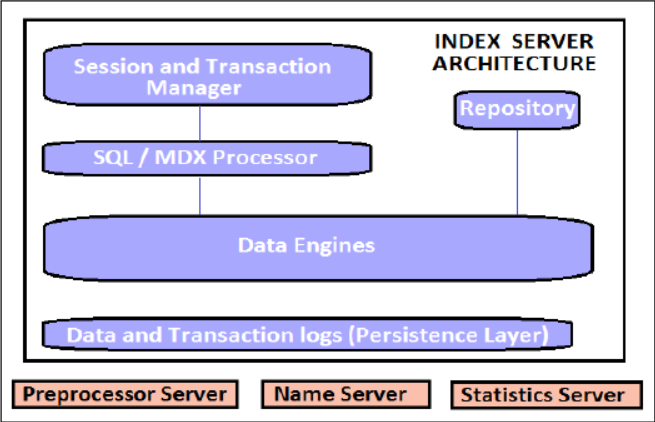 INDEX SERVER
ARCHITECTURE
Session and Transaction
Manager
Repository
SQL / MDX Processor
Data Engines
Data and Transaction logs (Persistence Layer)
Preprocessor Server
Name Server
Statistics Server